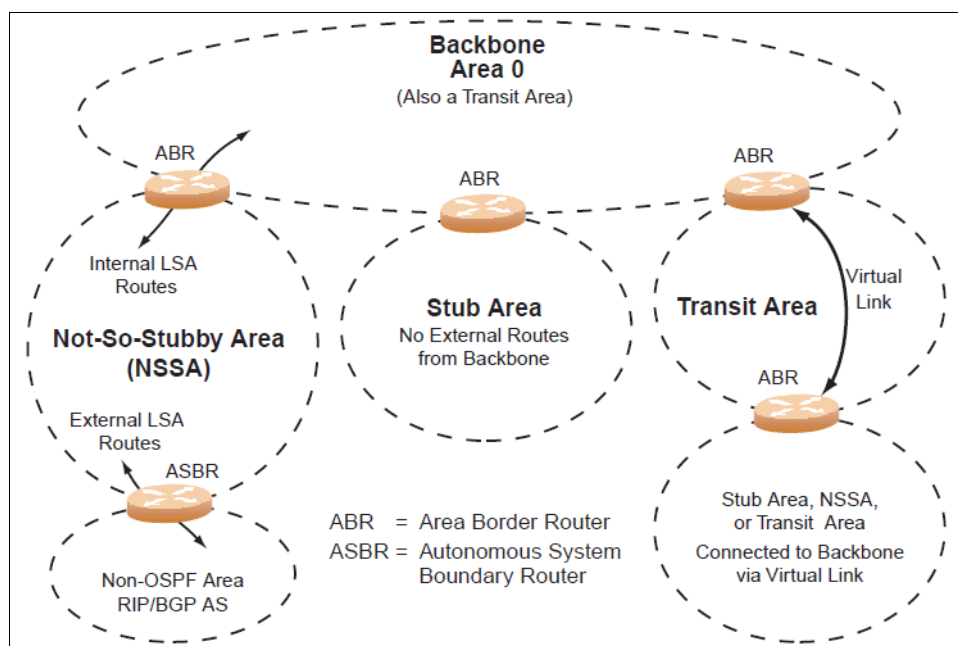 Backbone
Area 0
(Also a Transit Area)
ABR
ABR
ABR
Internal LSA
Routes
Not-So-Stubby Area
(NSSA)
External LSA
Routes
ASBR
Stub Area
No External Routes
from Backbone
Transit Area
Virtual
Link
ABR
Non-OSPF Area
RIP/BGP AS
ABR = Area Border Router
ASBR = Autonomous System
Boundary Router
Stub Area, NSSA,
or Transit Area
Connected to Backbone
via Virtual Link